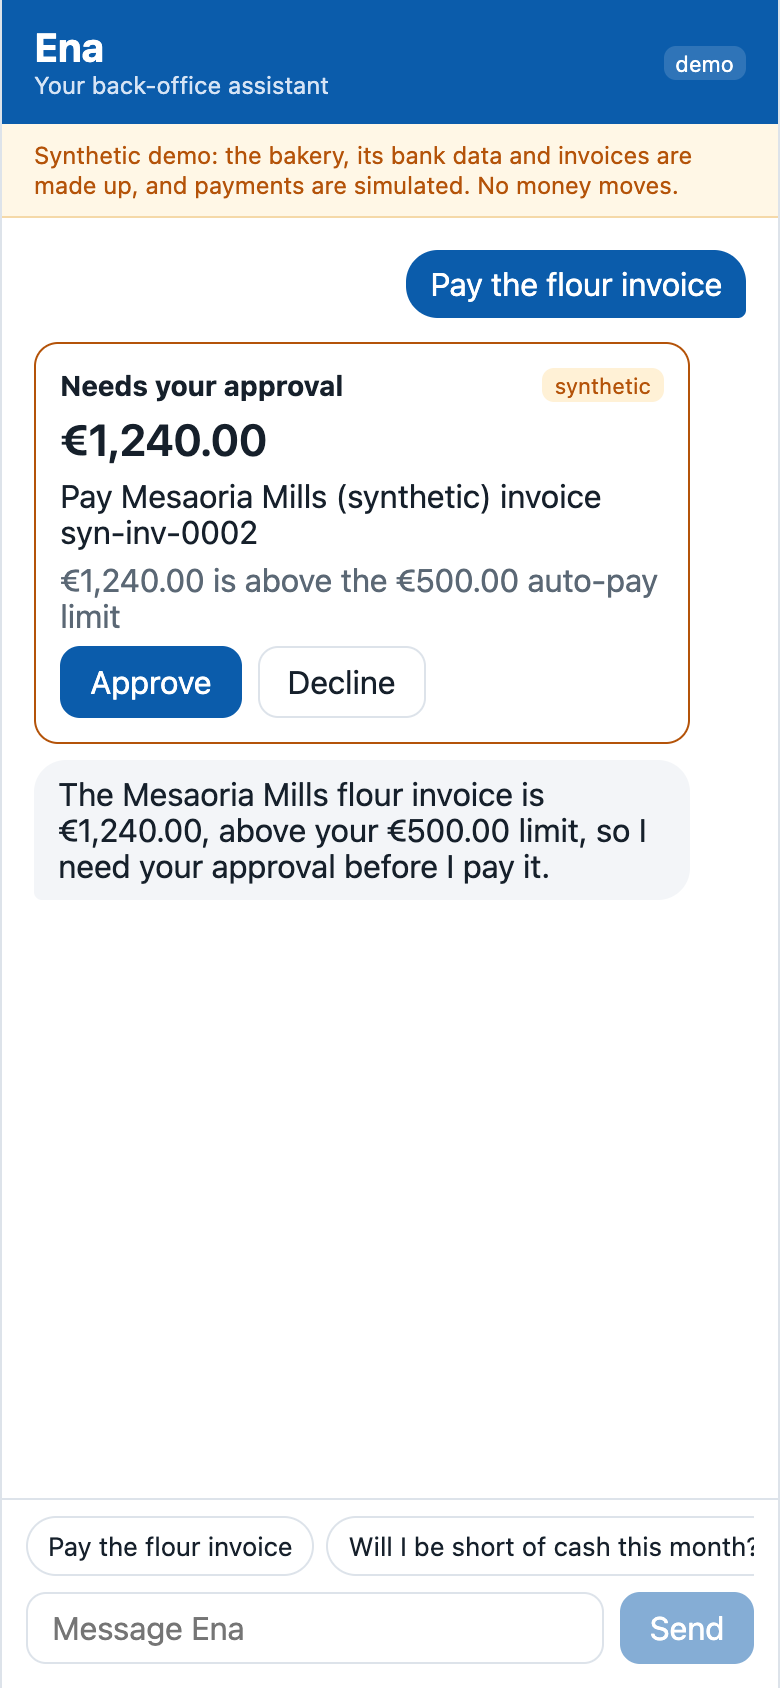 Ena
Your back-office assistant
demo
Synthetic demo: the bakery, its bank data and invoices are
made up, and payments are simulated. No money moves.
Pay the flour invoice
Needs your approval
synthetic
€1,240.00
Pay Mesaoria Mills (synthetic) invoice
syn-inv-0002
€1,240.00 is above the €500.00 auto-pay
limit
Approve
Decline
The Mesaoria Mills flour invoice is
€1,240.00, above your €500.00 limit, so I
need your approval before I pay it.
Pay the flour invoice
Will I be short of cash this month?
Message Ena
Send